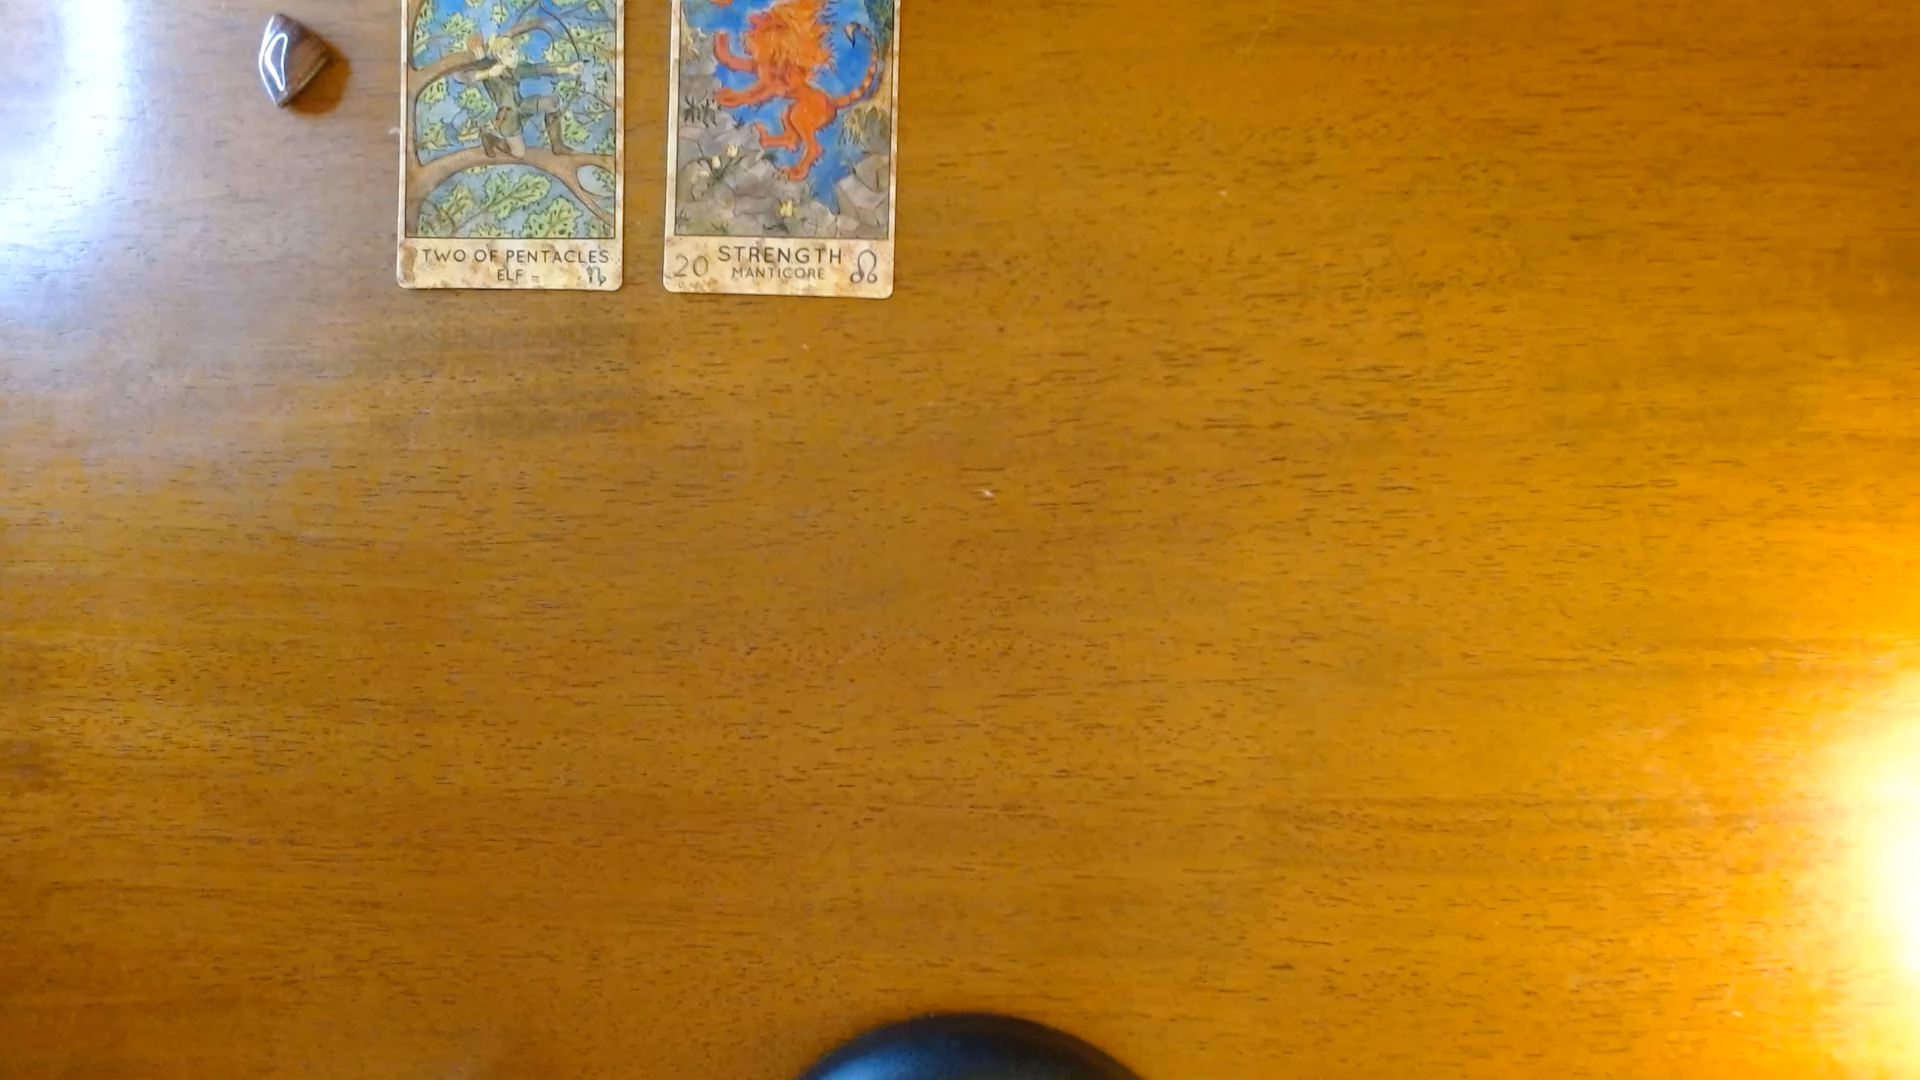 TWO OF PENTACLES
ELF
♑
20
STRENGTH
MANTICORE
♌